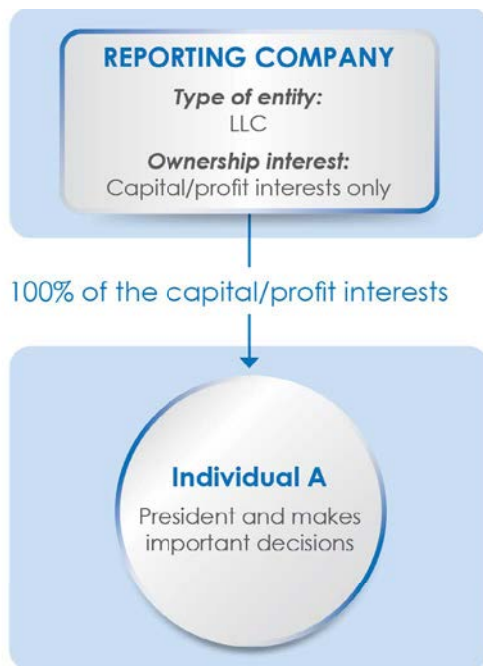 REPORTING COMPANY
Type of entity:
LLC
Ownership interest:
Capital/profit interests only
100% of the capital/profit interests
Individual A
President and makes
important decisions